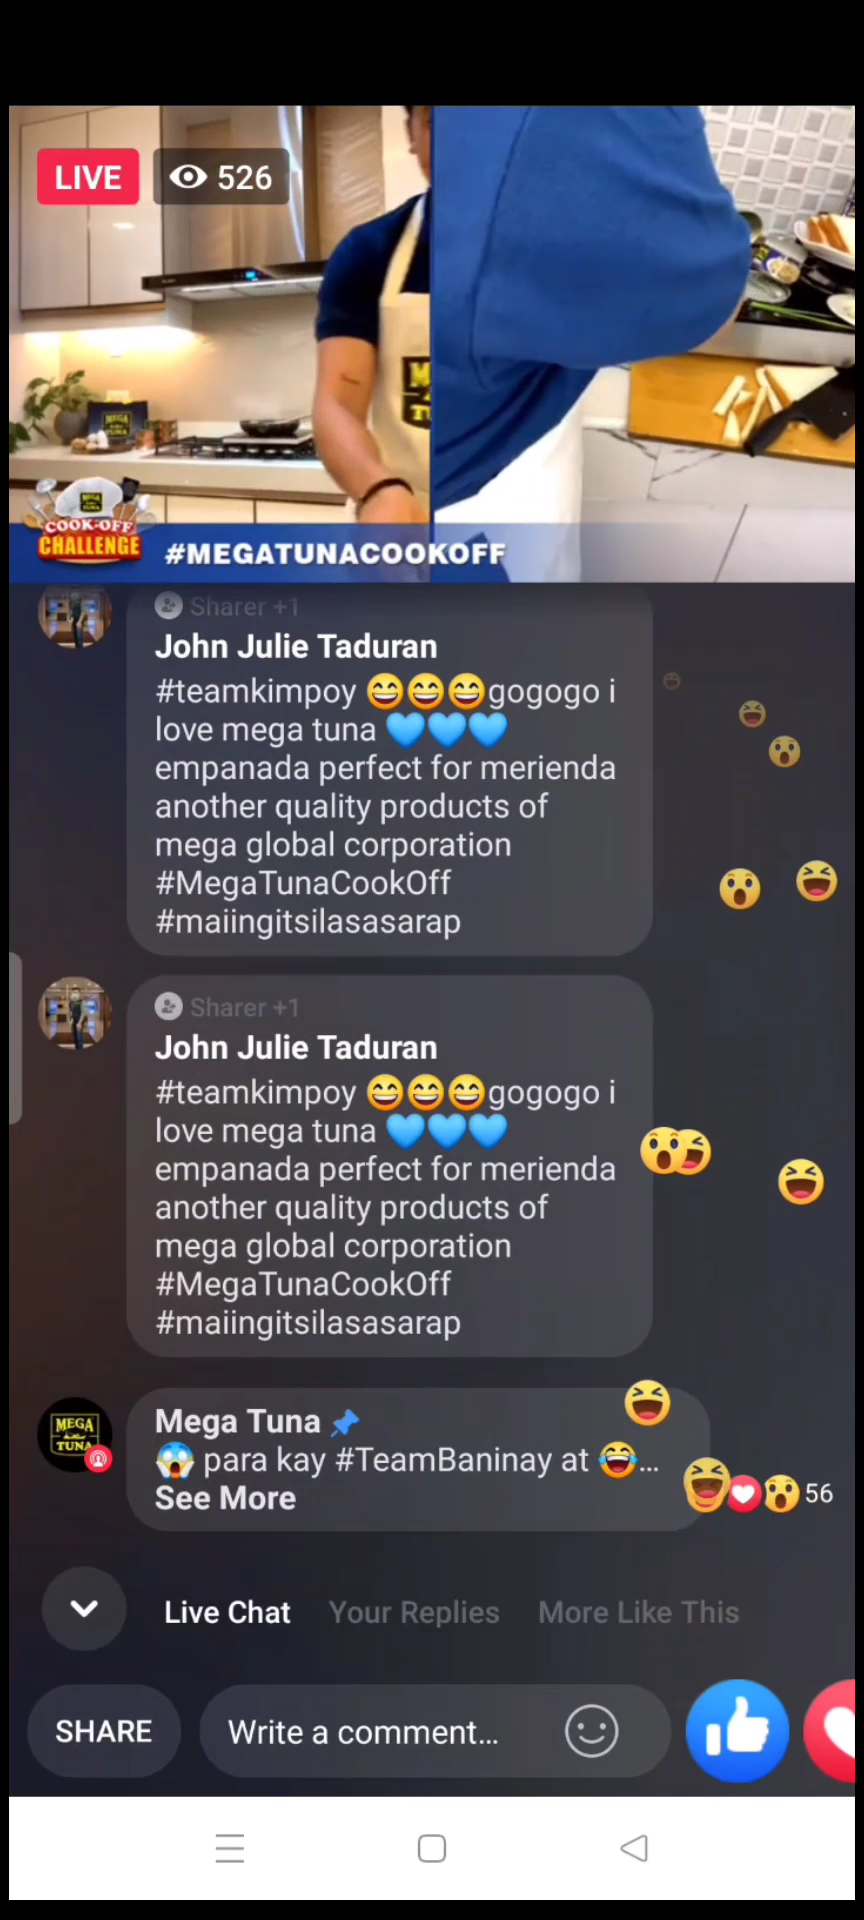 LIVE 526
MEGA
TUNA
COOK-OFF
CHALLENGE
#MEGATUNACOOKOFF
Sharer +1
John Julie Taduran
#teamkimpoy 😄😄😄gogogo i
love mega tuna 💙💙💙
empanada perfect for merienda
another quality products of
mega global corporation
#MegaTunaCookOff
#maiingitsilasasarap
Sharer +1
John Julie Taduran
#teamkimpoy 😄😄😄gogogo i
love mega tuna 💙💙💙
empanada perfect for merienda
another quality products of
mega global corporation
#MegaTunaCookOff
#maiingitsilasasarap
MEGA
TUNA
Mega Tuna 📌
😱 para kay #TeamBaninay at 😂...
See More
56
Live Chat Your Replies More Like This
SHARE Write a comment...